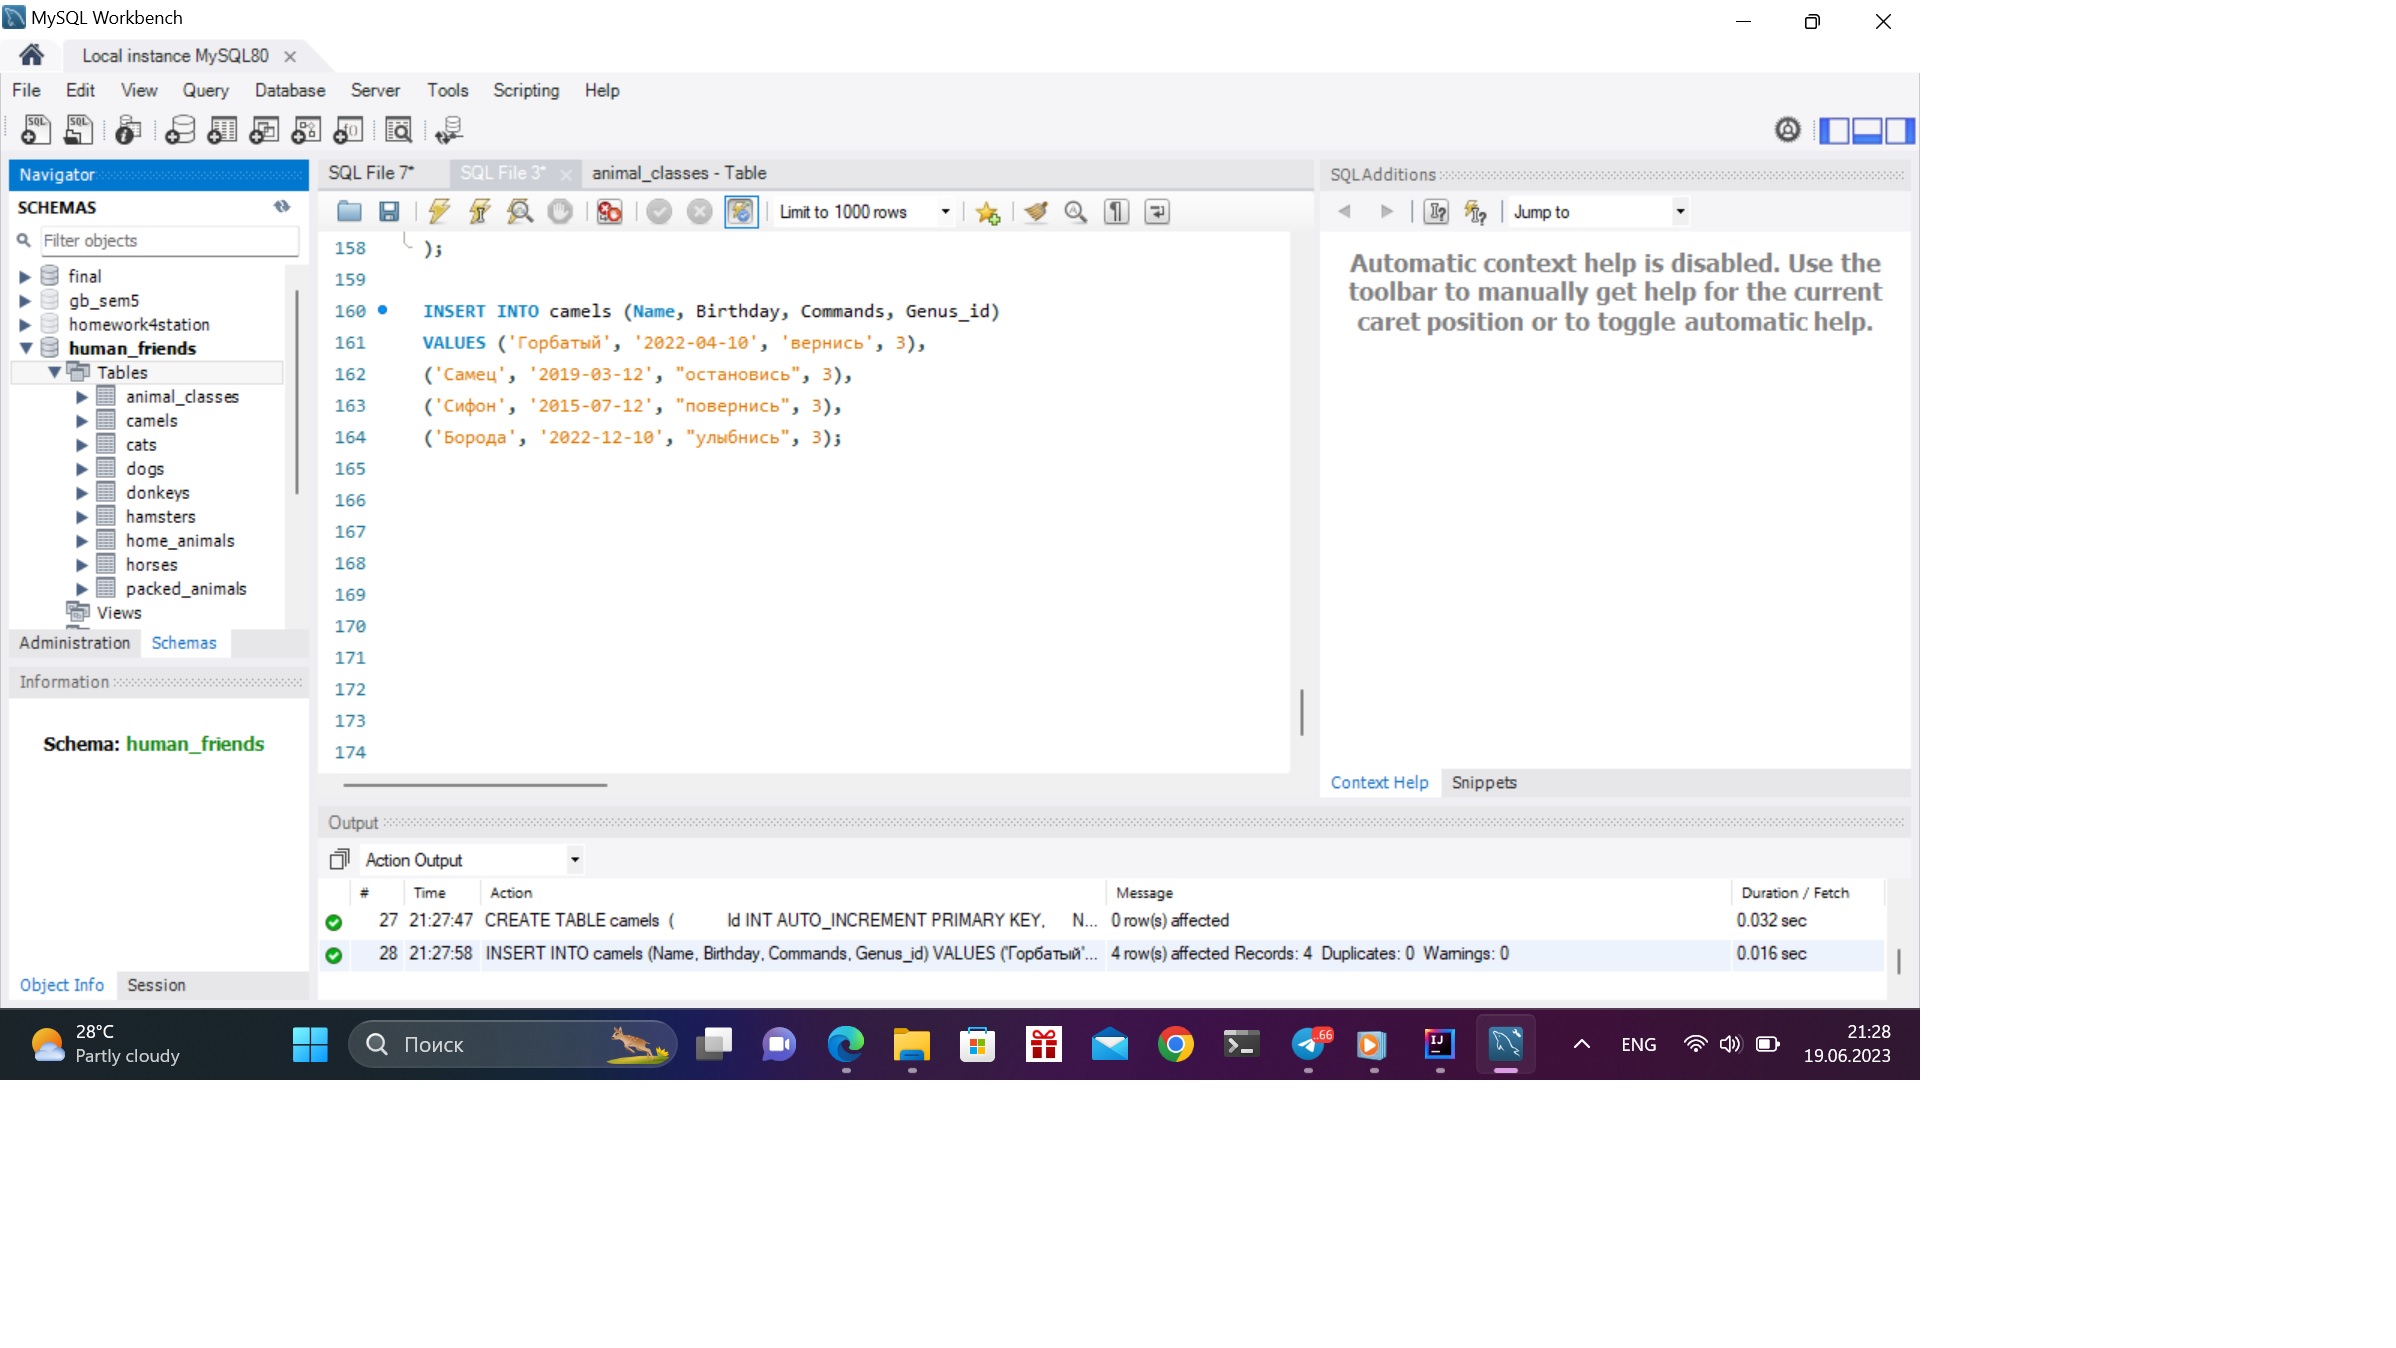 MySQL Workbench
Local instance MySQL80
File Edit View Query Database Server Tools Scripting Help
Navigator
SCHEMAS
Filter objects
final
gb_sem5
homework4station
human_friends
Tables
animal_classes
camels
cats
dogs
donkeys
hamsters
home_animals
horses
packed_animals
Views
Administration Schemas
Information
Schema: human_friends
Object Info Session
SQL File 7* SQL File 3* animal_classes - Table
Limit to 1000 rows
158 );
159
160 INSERT INTO camels (Name, Birthday, Commands, Genus_id)
161 VALUES ('Горбатый', '2022-04-10', 'вернись', 3),
162 ('Самец', '2019-03-12', "остановись", 3),
163 ('Сифон', '2015-07-12', "повернись", 3),
164 ('Борода', '2022-12-10', "улыбнись", 3);
165
166
167
168
169
170
171
172
173
174
SQLAdditions
Jump to
Automatic context help is disabled. Use the
toolbar to manually get help for the current
caret position or to toggle automatic help.
Context Help Snippets
Output
Action Output
# Time Action Message Duration / Fetch
27 21:27:47 CREATE TABLE camels ( Id INT AUTO_INCREMENT PRIMARY KEY, N... 0 row(s) affected 0.032 sec
28 21:27:58 INSERT INTO camels (Name, Birthday, Commands, Genus_id) VALUES ('Горбатый'... 4 row(s) affected Records: 4 Duplicates: 0 Warnings: 0 0.016 sec
28°C
Partly cloudy
Поиск
..66
IJ
ENG
21:28
19.06.2023